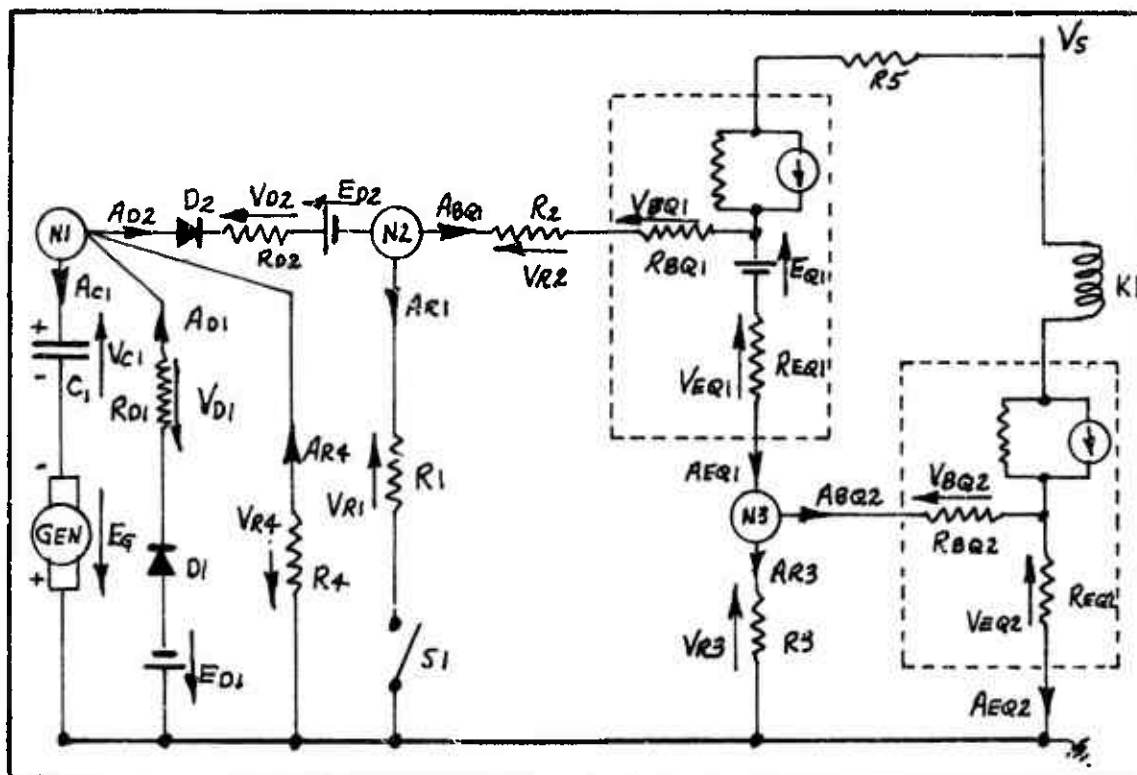 VS
R5
N1
AD2
D2
VD2
RD2
ED2
N2
ABQ1
R2
VR2
VBQ1
RBQ1
EQ1
VEQ1
REQ1
AEQ1
K1
AC1
+
VC1
-
C1
AD1
RD1
VD1
AR1
R1
VR1
S1
AR4
VR4
R4
-
GEN
+
EG
D1
ED1
N3
ABQ2
VBQ2
RBQ2
AR3
VR3
R3
VEQ2
REQ2
AEQ2